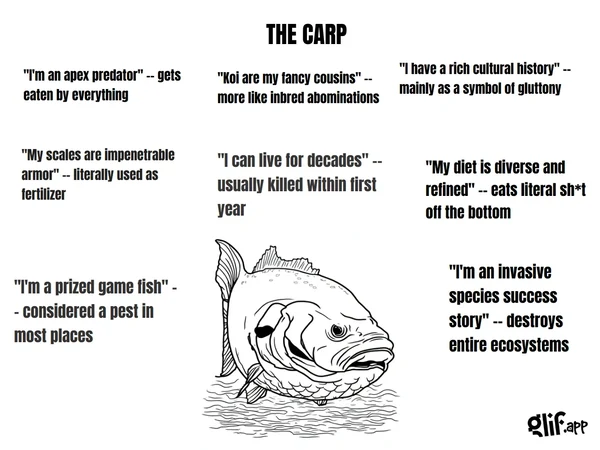 THE CARP
"I'm an apex predator" -- gets
eaten by everything
"Koi are my fancy cousins" --
more like inbred abominations
"I have a rich cultural history" --
mainly as a symbol of gluttony
"My scales are impenetrable
armor" -- literally used as
fertilizer
"I can live for decades" --
usually killed within first
year
"My diet is diverse and
refined" -- eats literal sh*t
off the bottom
"I'm a prized game fish" -
- considered a pest in
most places
"I'm an invasive
species success
story" -- destroys
entire ecosystems
glif.app